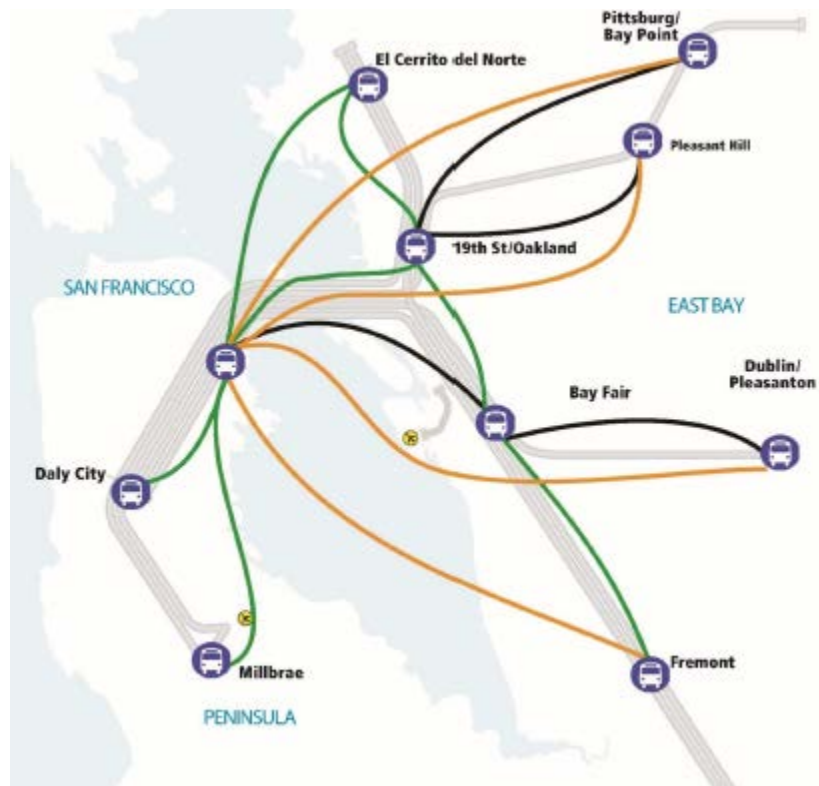 Pittsburg/
Bay Point
El Cerrito del Norte
Pleasant Hill
19th St/Oakland
SAN FRANCISCO
EAST BAY
Dublin/
Pleasanton
Bay Fair
Daly City
Millbrae
Fremont
PENINSULA